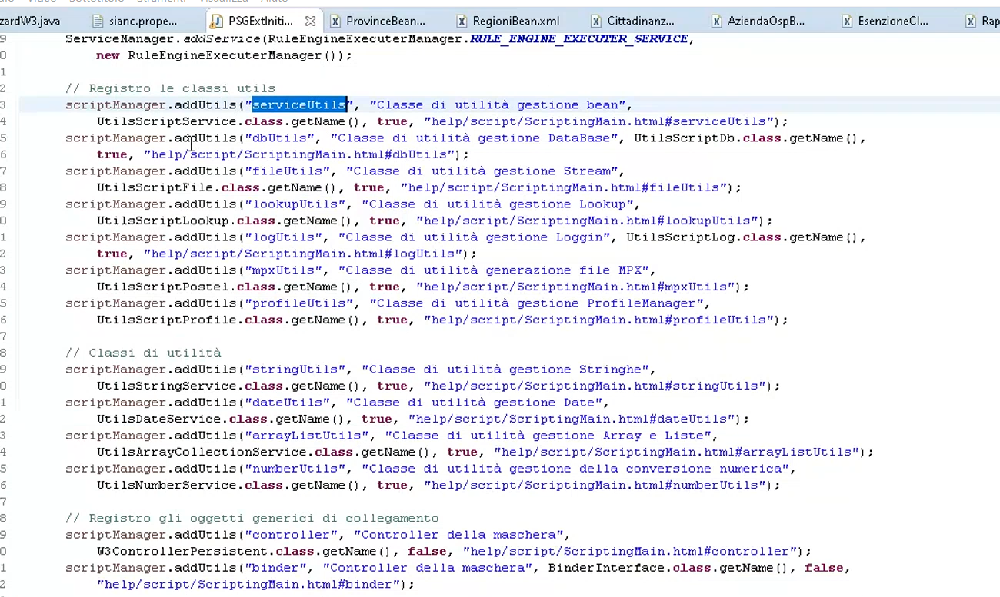 zardW3.java sianc.prope... PSGExtIniti... ProvinceBean... RegioniBean.xml Cittadinanz... AziendaOspB... EsenzioneCl... Rap
9 ServiceManager.addService(RuleEngineExecuterManager.RULE_ENGINE_EXECUTER_SERVICE,
0 new RuleEngineExecuterManager());
1
2 // Registro le classi utils
3 scriptManager.addUtils("serviceUtils", "Classe di utilità gestione bean",
4 UtilsScriptService.class.getName(), true, "help/script/ScriptingMain.html#serviceUtils");
5 scriptManager.addUtils("dbUtils", "Classe di utilità gestione DataBase", UtilsScriptDb.class.getName(),
6 true, "help/script/ScriptingMain.html#dbUtils");
7 scriptManager.addUtils("fileUtils", "Classe di utilità gestione Stream",
8 UtilsScriptFile.class.getName(), true, "help/script/ScriptingMain.html#fileUtils");
9 scriptManager.addUtils("lookupUtils", "Classe di utilità gestione Lookup",
0 UtilsScriptLookup.class.getName(), true, "help/script/ScriptingMain.html#lookupUtils");
1 scriptManager.addUtils("logUtils", "Classe di utilità gestione Loggin", UtilsScriptLog.class.getName(),
2 true, "help/script/ScriptingMain.html#logUtils");
3 scriptManager.addUtils("mpxUtils", "Classe di utilità generazione file MPX",
4 UtilsScriptPostel.class.getName(), true, "help/script/ScriptingMain.html#mpxUtils");
5 scriptManager.addUtils("profileUtils", "Classe di utilità gestione ProfileManager",
6 UtilsScriptProfile.class.getName(), true, "help/script/ScriptingMain.html#profileUtils");
7
8 // Classi di utilità
9 scriptManager.addUtils("stringUtils", "Classe di utilità gestione Stringhe",
0 UtilsStringService.class.getName(), true, "help/script/ScriptingMain.html#stringUtils");
1 scriptManager.addUtils("dateUtils", "Classe di utilità gestione Date",
2 UtilsDateService.class.getName(), true, "help/script/ScriptingMain.html#dateUtils");
3 scriptManager.addUtils("arrayListUtils", "Classe di utilità gestione Array e Liste",
4 UtilsArrayCollectionService.class.getName(), true, "help/script/ScriptingMain.html#arrayListUtils");
5 scriptManager.addUtils("numberUtils", "Classe di utilità gestione della conversione numerica",
6 UtilsNumberService.class.getName(), true, "help/script/ScriptingMain.html#numberUtils");
7
8 // Registro gli oggetti generici di collegamento
9 scriptManager.addUtils("controller", "Controller della maschera",
0 W3ControllerPersistent.class.getName(), false, "help/script/ScriptingMain.html#controller");
1 scriptManager.addUtils("binder", "Controller della maschera", BinderInterface.class.getName(), false,
2 "help/script/ScriptingMain.html#binder");